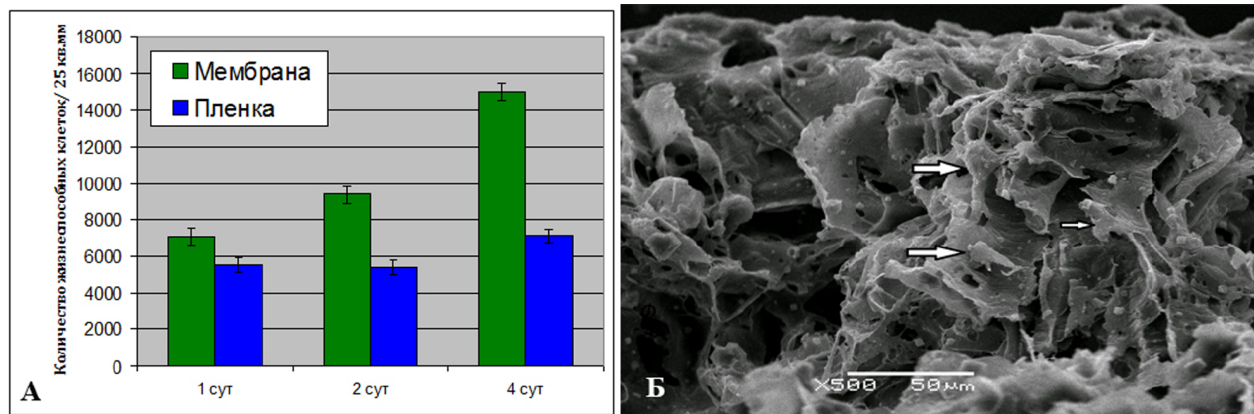 Количество жизнеспособных клеток/ 25 кв.мм
18000
16000
14000
12000
10000
8000
6000
4000
2000
0
Мембрана
Пленка
1 сут
2 сут
4 сут
А
X500
50μm
Б